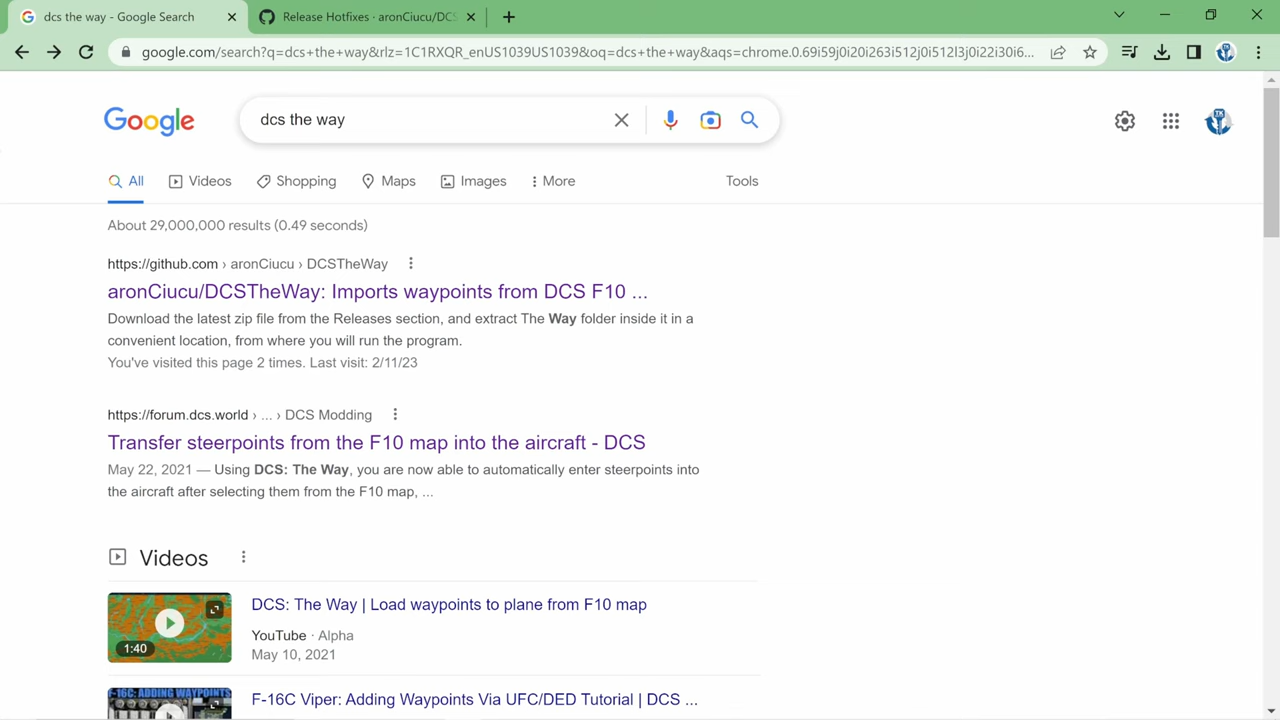 dcs the way - Google Search
Release Hotfixes · aronCiucu/DCS
google.com/search?q=dcs+the+way&rlz=1C1RXQR_enUS1039US1039&oq=dcs+the+way&aqs=chrome.0.69i59j0i20i263i512j0i512l3j0i22i30i6...
Google
dcs the way
All
Videos
Shopping
Maps
Images
More
Tools
About 29,000,000 results (0.49 seconds)
https://github.com › aronCiucu › DCSTheWay
aronCiucu/DCSTheWay: Imports waypoints from DCS F10 ...
Download the latest zip file from the Releases section, and extract The Way folder inside it in a
convenient location, from where you will run the program.
You've visited this page 2 times. Last visit: 2/11/23
https://forum.dcs.world › ... › DCS Modding
Transfer steerpoints from the F10 map into the aircraft - DCS
May 22, 2021 — Using DCS: The Way, you are now able to automatically enter steerpoints into
the aircraft after selecting them from the F10 map, ...
Videos
1:40
DCS: The Way | Load waypoints to plane from F10 map
YouTube · Alpha
May 10, 2021
F-16C: ADDING WAYPOINTS
F-16C Viper: Adding Waypoints Via UFC/DED Tutorial | DCS ...